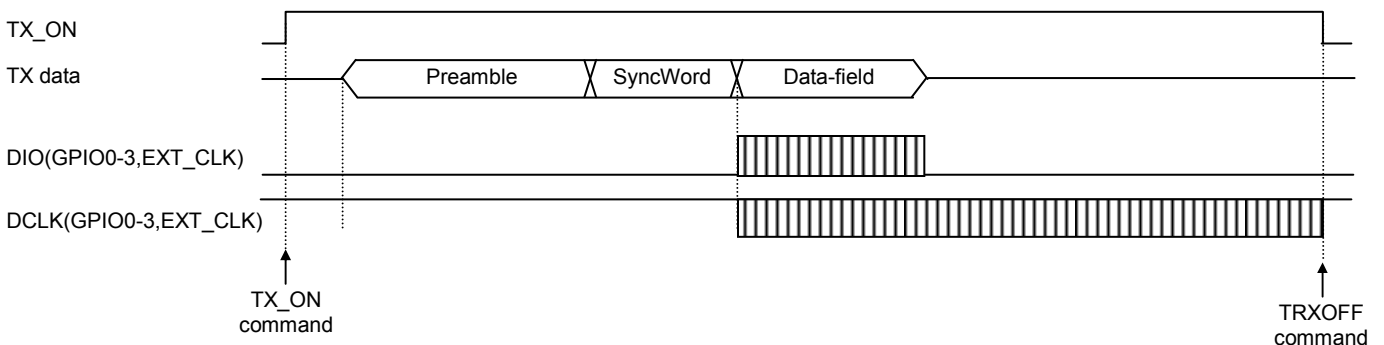 TX_ON
TX data
Preamble
SyncWord
Data-field
DIO(GPIO0-3,EXT_CLK)
DCLK(GPIO0-3,EXT_CLK)
TX_ON
command
TRXOFF
command